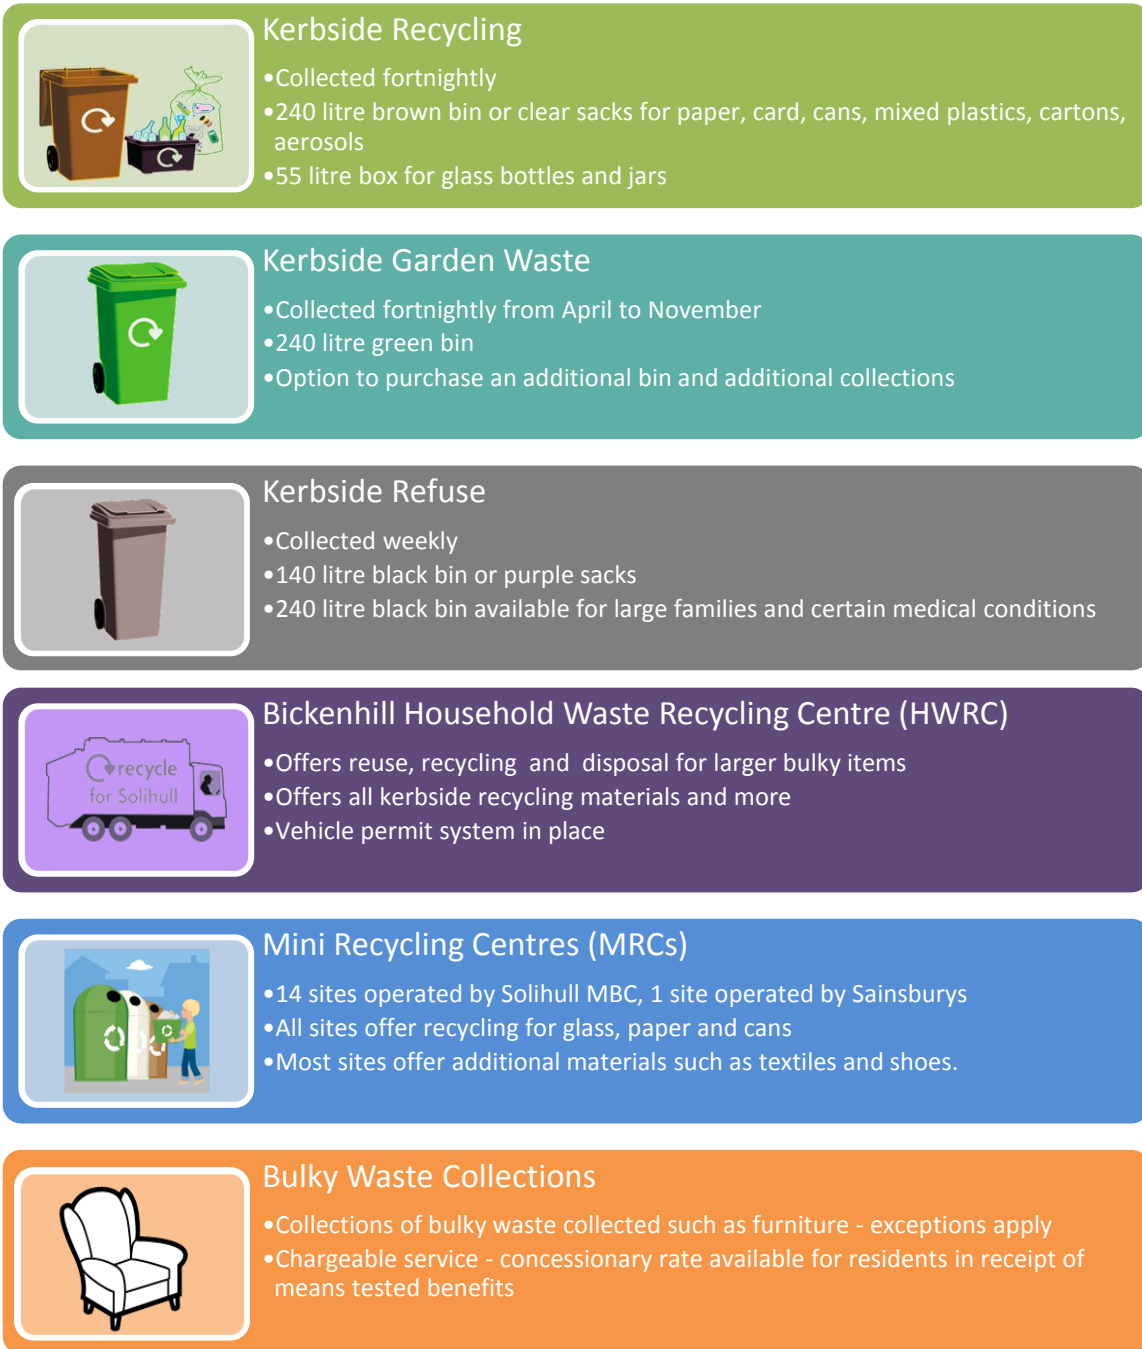 Kerbside Recycling
•Collected fortnightly
•240 litre brown bin or clear sacks for paper, card, cans, mixed plastics, cartons,
aerosols
•55 litre box for glass bottles and jars
Kerbside Garden Waste
•Collected fortnightly from April to November
•240 litre green bin
•Option to purchase an additional bin and additional collections
Kerbside Refuse
•Collected weekly
•140 litre black bin or purple sacks
•240 litre black bin available for large families and certain medical conditions
recycle
for Solihull
Bickenhill Household Waste Recycling Centre (HWRC)
•Offers reuse, recycling  and  disposal for larger bulky items
•Offers all kerbside recycling materials and more
•Vehicle permit system in place
Mini Recycling Centres (MRCs)
•14 sites operated by Solihull MBC, 1 site operated by Sainsburys
•All sites offer recycling for glass, paper and cans
•Most sites offer additional materials such as textiles and shoes.
Bulky Waste Collections
•Collections of bulky waste collected such as furniture - exceptions apply
•Chargeable service - concessionary rate available for residents in receipt of
means tested benefits